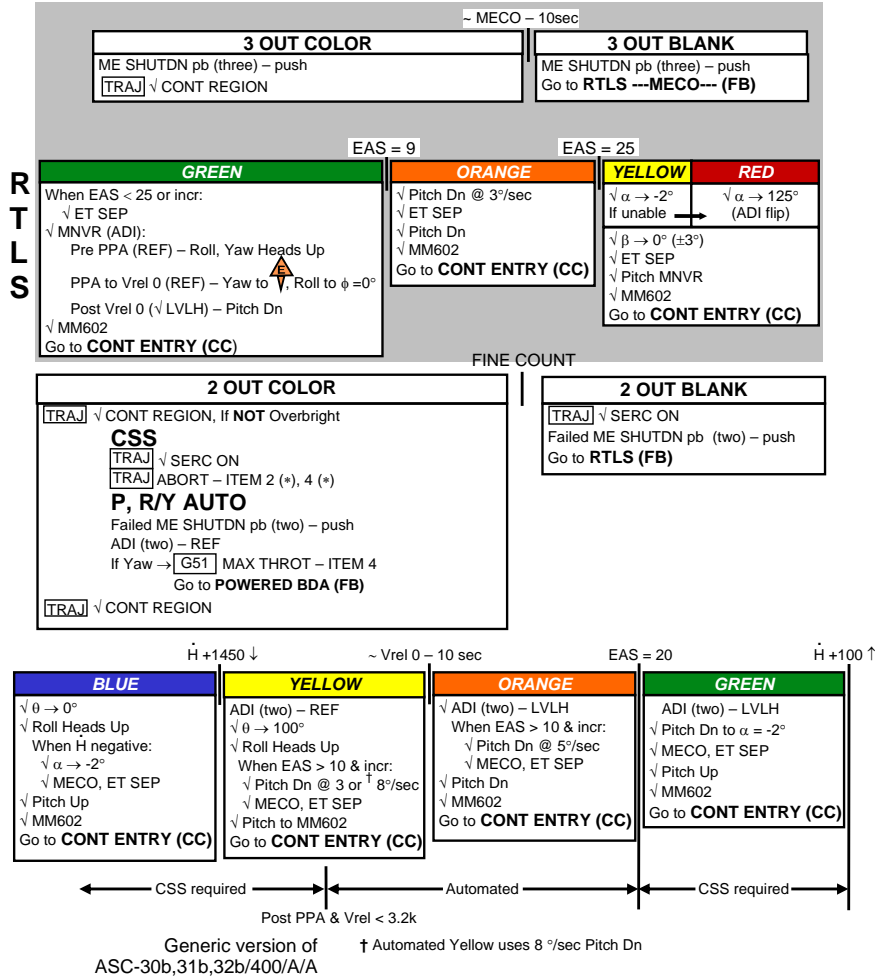 ~ MECO – 10sec
3 OUT COLOR
ME SHUTDN pb (three) – push
TRAJ √ CONT REGION
3 OUT BLANK
ME SHUTDN pb (three) – push
Go to RTLS ---MECO--- (FB)
RTLS
EAS = 9
EAS = 25
GREEN
When EAS < 25 or incr:
√ ET SEP
√ MNVR (ADI):
Pre PPA (REF) – Roll, Yaw Heads Up
E
PPA to Vrel 0 (REF) – Yaw to , Roll to ϕ =0°
Post Vrel 0 (√ LVLH) – Pitch Dn
√ MM602
Go to CONT ENTRY (CC)
ORANGE
√ Pitch Dn @ 3°/sec
√ ET SEP
√ Pitch Dn
√ MM602
Go to CONT ENTRY (CC)
YELLOW
√ α → -2°
If unable
RED
√ α → 125°
(ADI flip)
√ β → 0° (±3°)
√ ET SEP
√ Pitch MNVR
√ MM602
Go to CONT ENTRY (CC)
FINE COUNT
2 OUT COLOR
TRAJ √ CONT REGION, If NOT Overbright
CSS
TRAJ √ SERC ON
TRAJ ABORT – ITEM 2 (*), 4 (*)
P, R/Y AUTO
Failed ME SHUTDN pb (two) – push
ADI (two) – REF
If Yaw → G51 MAX THROT – ITEM 4
Go to POWERED BDA (FB)
TRAJ √ CONT REGION
2 OUT BLANK
TRAJ √ SERC ON
Failed ME SHUTDN pb (two) – push
Go to RTLS (FB)
Ḣ +1450 ↓
~ Vrel 0 – 10 sec
EAS = 20
Ḣ +100 ↑
BLUE
√ θ → 0°
√ Roll Heads Up
When Ḣ negative:
√ α → -2°
√ MECO, ET SEP
√ Pitch Up
√ MM602
Go to CONT ENTRY (CC)
YELLOW
ADI (two) – REF
√ θ → 100°
√ Roll Heads Up
When EAS > 10 & incr:
√ Pitch Dn @ 3 or † 8°/sec
√ MECO, ET SEP
√ Pitch to MM602
Go to CONT ENTRY (CC)
ORANGE
√ ADI (two) – LVLH
When EAS > 10 & incr:
√ Pitch Dn @ 5°/sec
√ MECO, ET SEP
√ Pitch Dn
√ MM602
Go to CONT ENTRY (CC)
GREEN
ADI (two) – LVLH
√ Pitch Dn to α = -2°
√ MECO, ET SEP
√ Pitch Up
√ MM602
Go to CONT ENTRY (CC)
CSS required
Automated
CSS required
Post PPA & Vrel < 3.2k
Generic version of
ASC-30b,31b,32b/400/A/A
† Automated Yellow uses 8 °/sec Pitch Dn